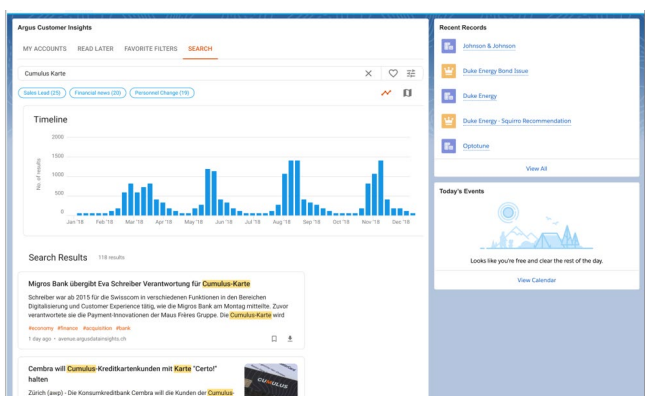 Argus Customer Insights
MY ACCOUNTS READ LATER FAVORITE FILTERS SEARCH
Cumulus Karte
Sales Lead (25) Financial news (20) Personnel Change (19)
Timeline
No. of results
2000
1500
1000
500
0
Jan '18 Feb '18 Mar '18 Apr '18 May '18 Jun '18 Jul '18 Aug '18 Sep '18 Oct '18 Nov '18 Dec '18
Search Results 118 results
Migros Bank übergibt Eva Schreiber Verantwortung für Cumulus-Karte
Schreiber war ab 2015 für die Swisscom in verschiedenen Funktionen in den Bereichen
Digitalisierung und Customer Experience tätig, wie die Migros Bank am Montag mitteilte. Zuvor
verantwortete sie die Payment-Innovationen der Maus Frères Gruppe. Die Cumulus-Karte wird
#economy #finance #acquisition #bank
1 day ago • avenue.argusdatainsights.ch
Cembra will Cumulus-Kreditkartenkunden mit Karte "Certo!"
halten
Zürich (awp) - Die Konsumkreditbank Cembra will die Kunden der Cumulus-
CUMULUS
Recent Records
Johnson & Johnson
Duke Energy Bond Issue
Duke Energy
Duke Energy - Squirro Recommendation
Optotune
View All
Today's Events
Looks like you're free and clear the rest of the day.
View Calendar